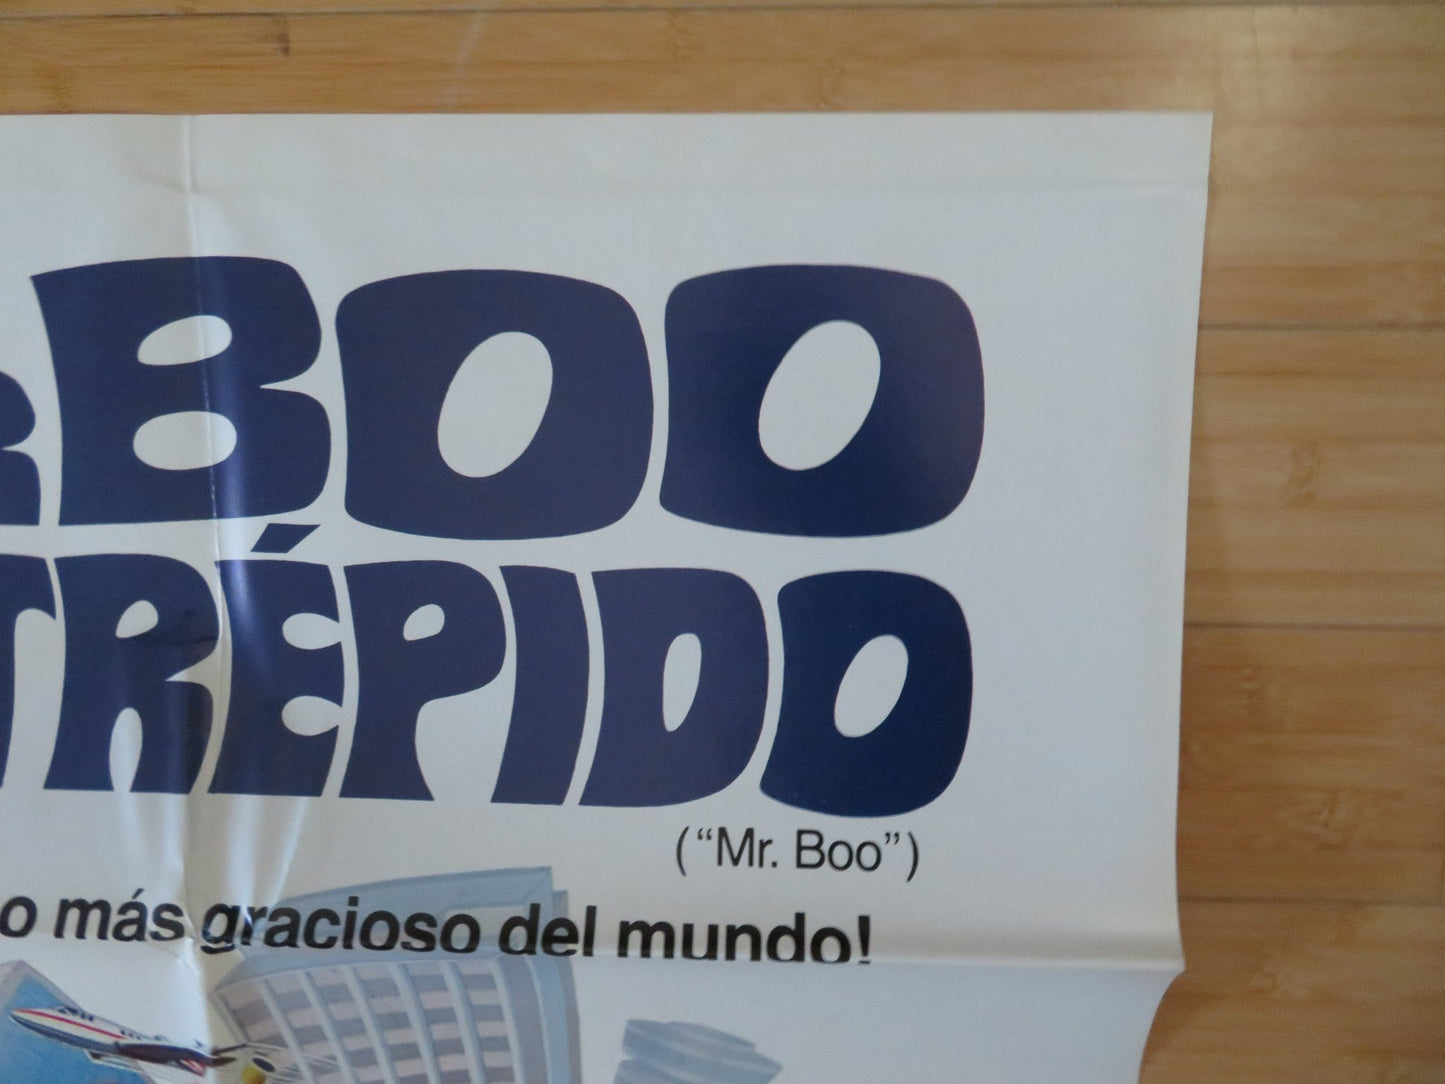 R BOO
TRÉPIDO
("Mr. Boo")
o más gracioso del mundo!